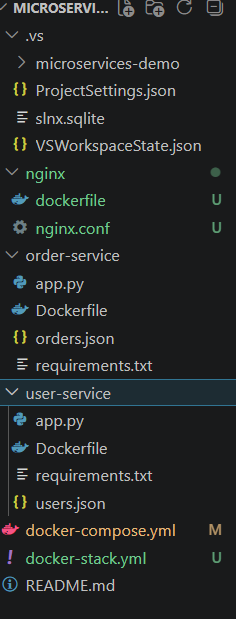 MICROSERVI...
.vs
microservices-demo
ProjectSettings.json
slnx.sqlite
VSWorkspaceState.json
nginx
dockerfile U
nginx.conf U
order-service
app.py
Dockerfile
orders.json
requirements.txt
user-service
app.py
Dockerfile
requirements.txt
users.json
docker-compose.yml M
docker-stack.yml U
README.md